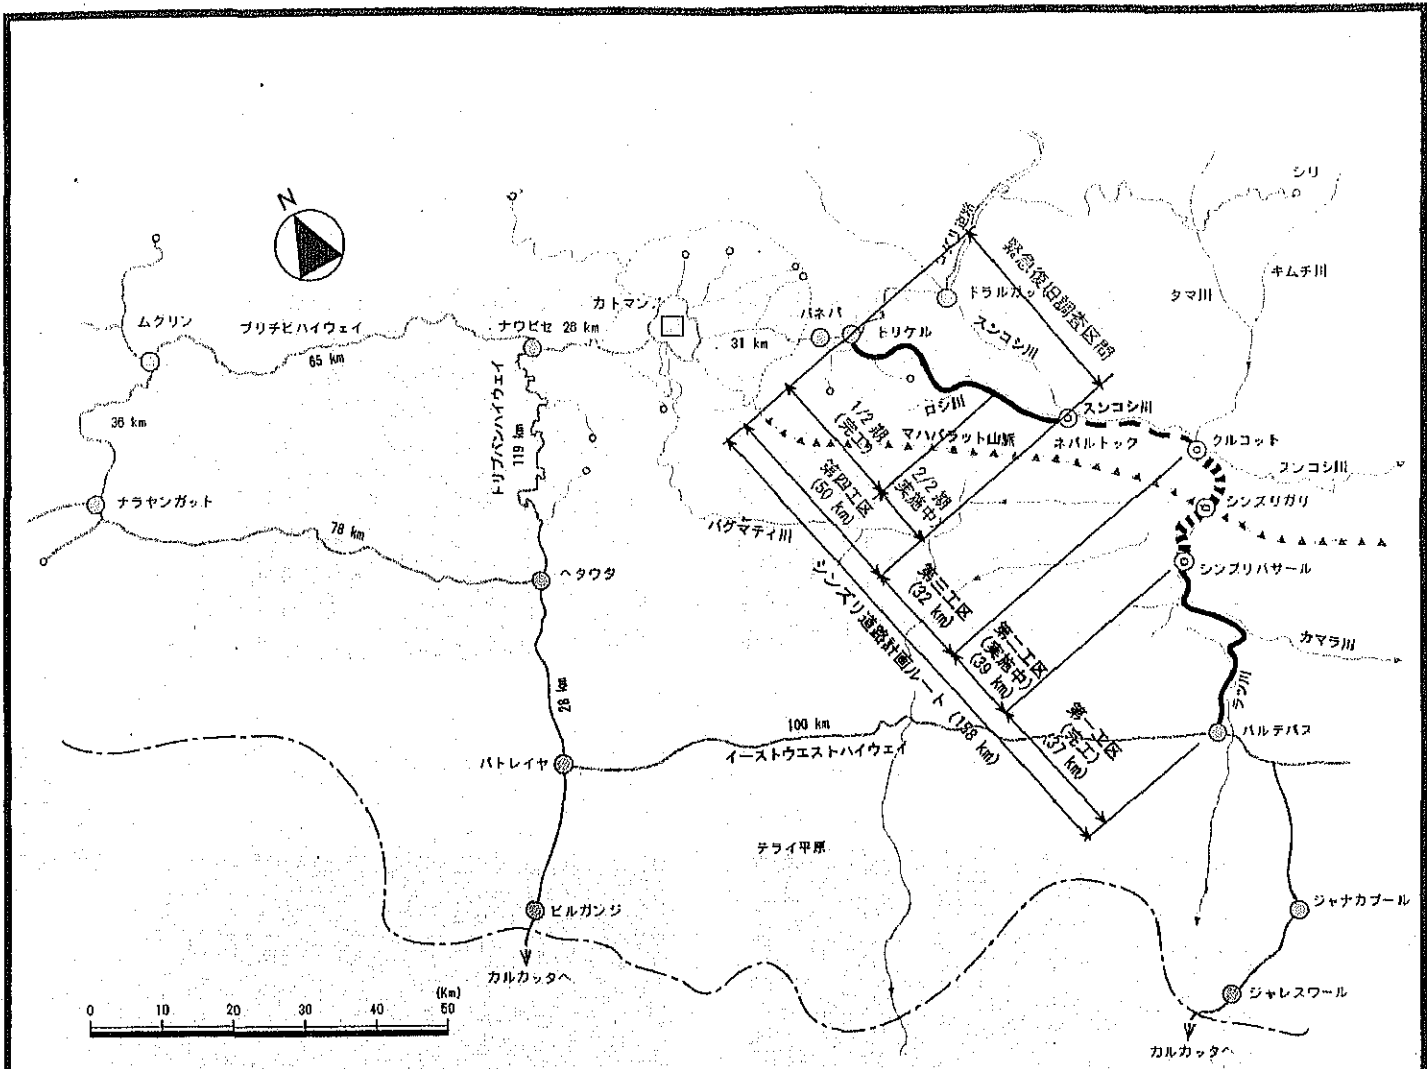 N
シリ
キムチ川
タマ川
緊急復旧調査区間
ドラルガッ
スンコシ川
カトマン
バネパ
ドリケル
31 km
ムグリン
プリチビハイウェイ
65 km
ナウビセ 28 km
36 km
トリブバンハイウェイ
119 km
ロシ川
スンコシ川
マハバラット山脈
ネパルトック
クルコット
スンコシ川
1/2 期
(完工)
2/2 期
(実施中)
第四工区
(50 km)
シンズリガリ
ナラヤンガット
78 km
バグマティ川
ヘタウダ
シンズリバザール
第三工区
(32 km)
第二工区
(実施中)
(39 km)
シンズリ道路計画ルート (158 km)
カマラ川
ラツ川
28 km
第一工区
(完工)
(37 km)
100 km
イーストウエストハイウェイ
バルデバス
パトレイヤ
テライ平原
ビルガンジ
ジャナカプール
カルカッタへ
ジャレスワール
カルカッタへ
(Km)
0 10 20 30 40 50